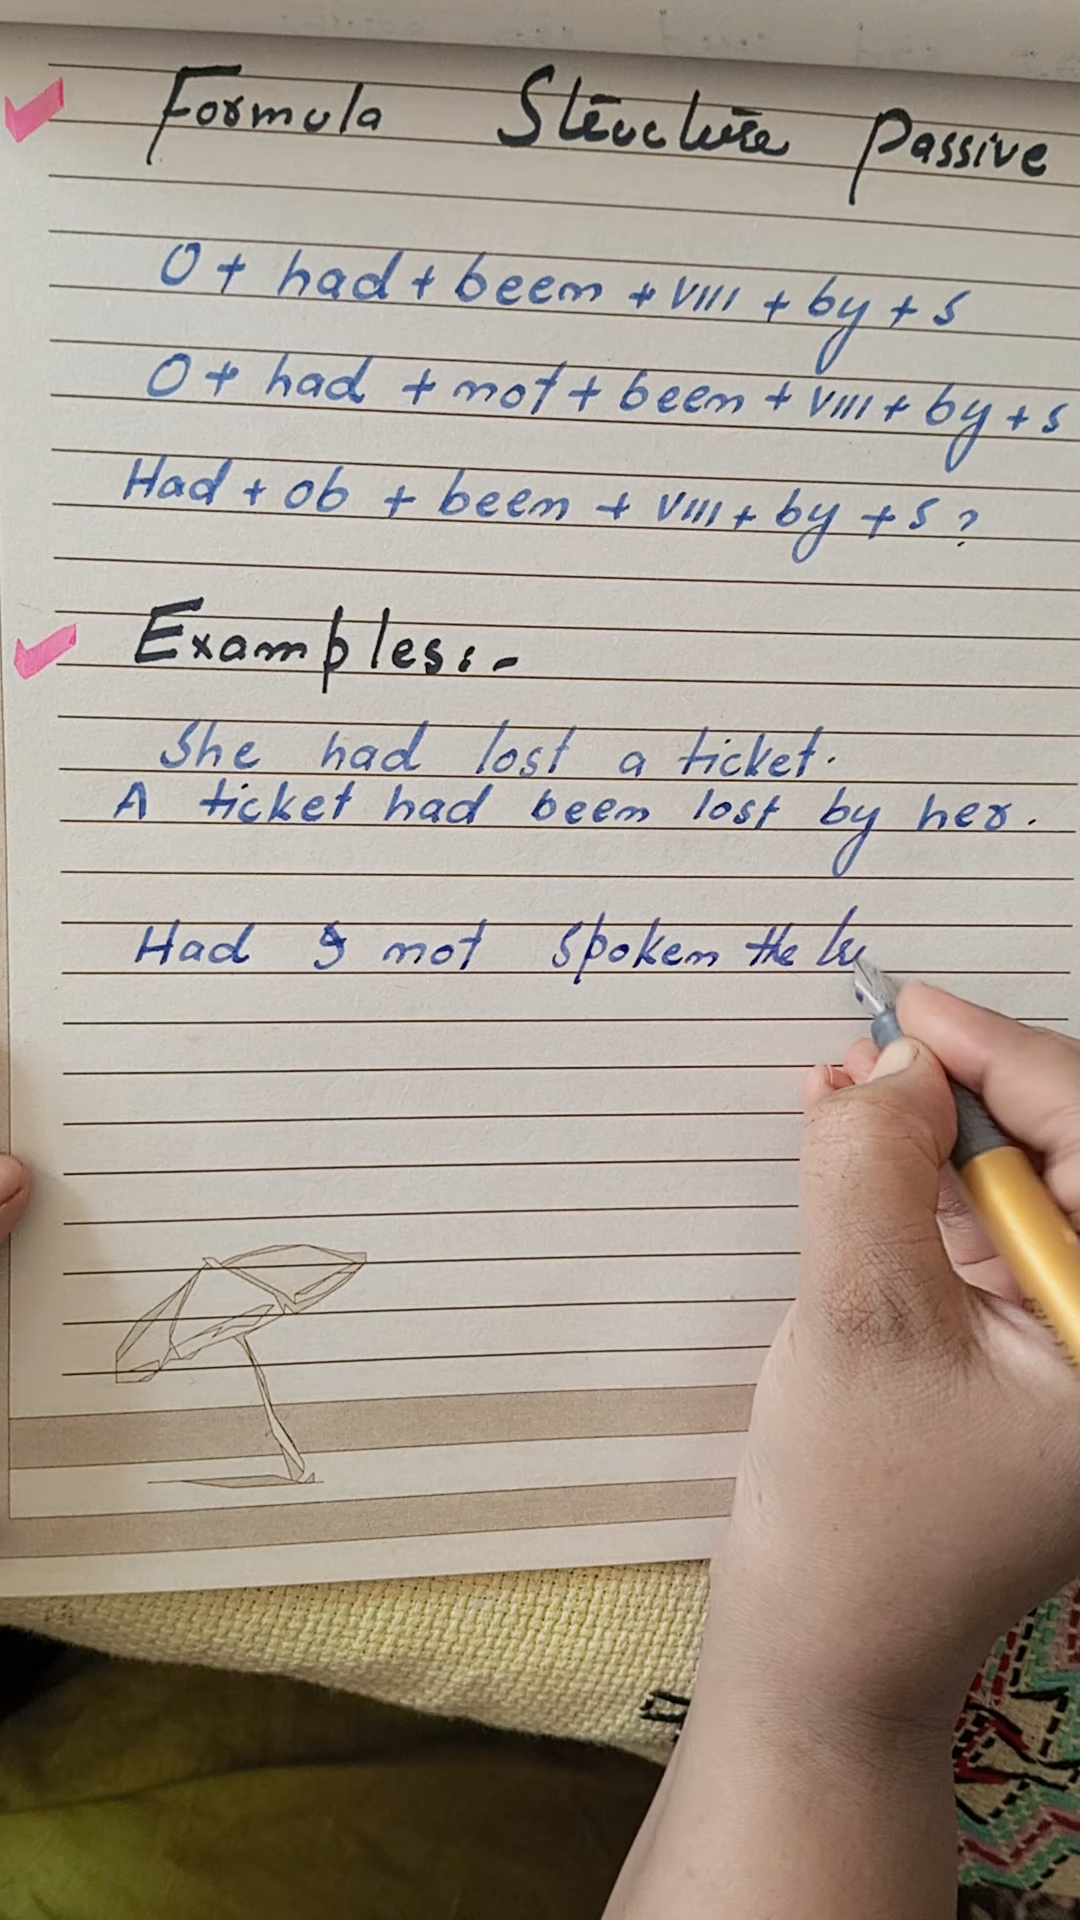 Formula Structure Passive
O + had + been + VIII + by + s
O + had + not + been + VIII + by + s
Had + ob + been + VIII + by + s ?
Examples:-
She had lost a ticket.
A ticket had been lost by her.
Had I not spoken the